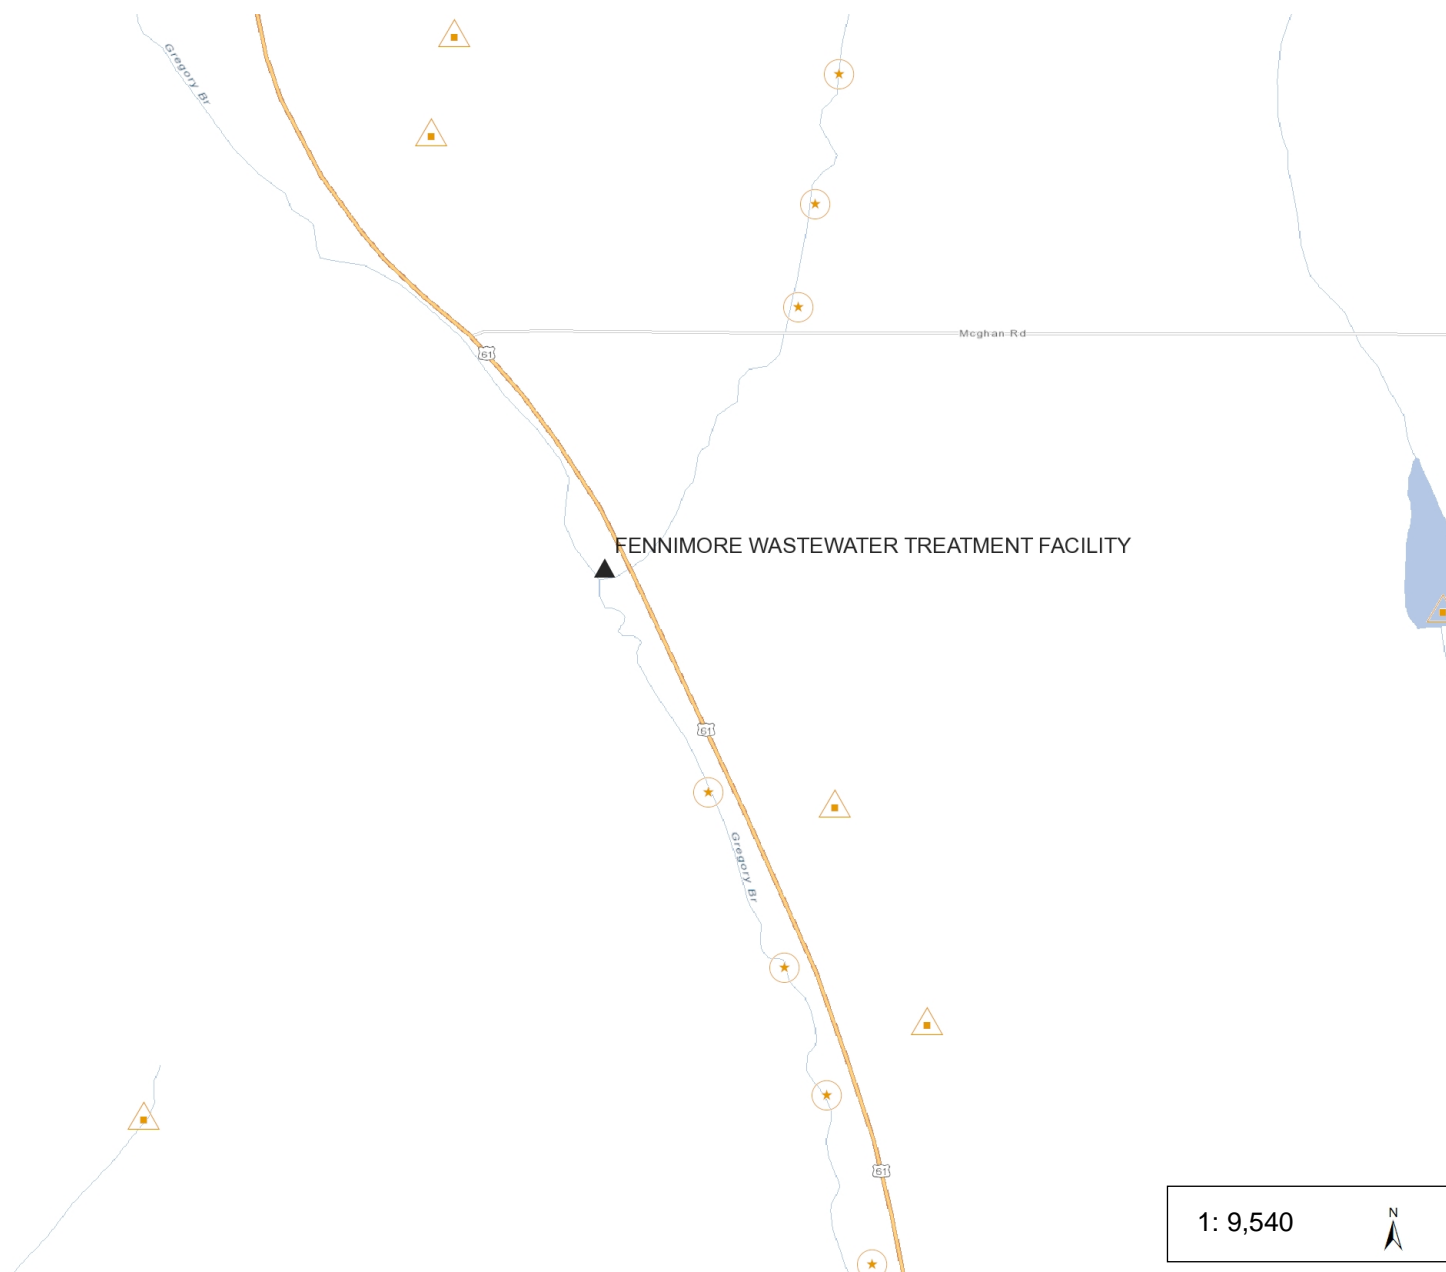 Gregory Br
Mcghan Rd
61
FENNIMORE WASTEWATER TREATMENT FACILITY
61
Gregory Br
61
1: 9,540
N